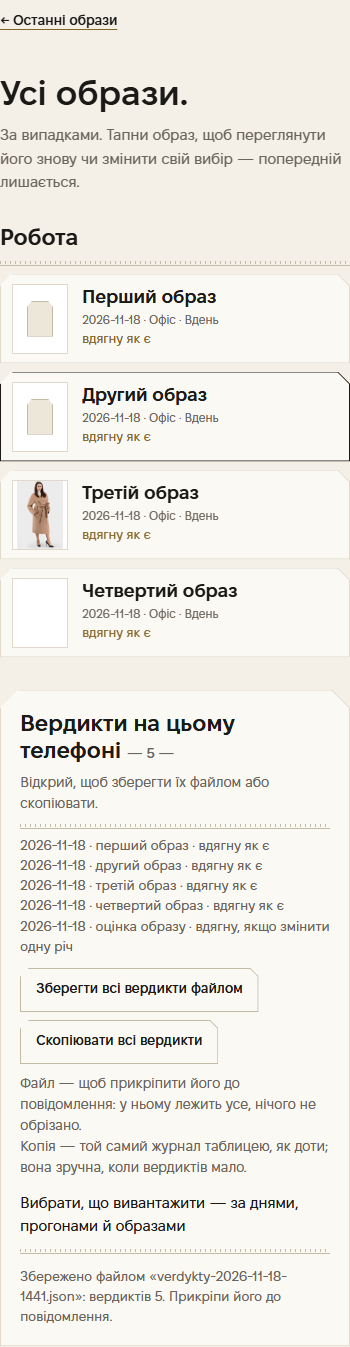 ← Останні образи
Усі образи.
За випадками. Тапни образ, щоб переглянути
його знову чи змінити свій вибір — попередній
лишається.
Робота
Перший образ
2026-11-18 · Офіс · Вдень
вдягну як є
Другий образ
2026-11-18 · Офіс · Вдень
вдягну як є
Третій образ
2026-11-18 · Офіс · Вдень
вдягну як є
Четвертий образ
2026-11-18 · Офіс · Вдень
вдягну як є
Вердикти на цьому
телефоні — 5 —
Відкрий, щоб зберегти їх файлом або
скопіювати.
2026-11-18 · перший образ · вдягну як є
2026-11-18 · другий образ · вдягну як є
2026-11-18 · третій образ · вдягну як є
2026-11-18 · четвертий образ · вдягну як є
2026-11-18 · оцінка образу · вдягну, якщо змінити
одну річ
Зберегти всі вердикти файлом
Скопіювати всі вердикти
Файл — щоб прикріпити його до
повідомлення: у ньому лежить усе, нічого не
обрізано.
Копія — той самий журнал таблицею, як доти;
вона зручна, коли вердиктів мало.
Вибрати, що вивантажити — за днями,
прогонами й образами
Збережено файлом «verdykty-2026-11-18-
1441.json»: вердиктів 5. Прикріпи його до
повідомлення.